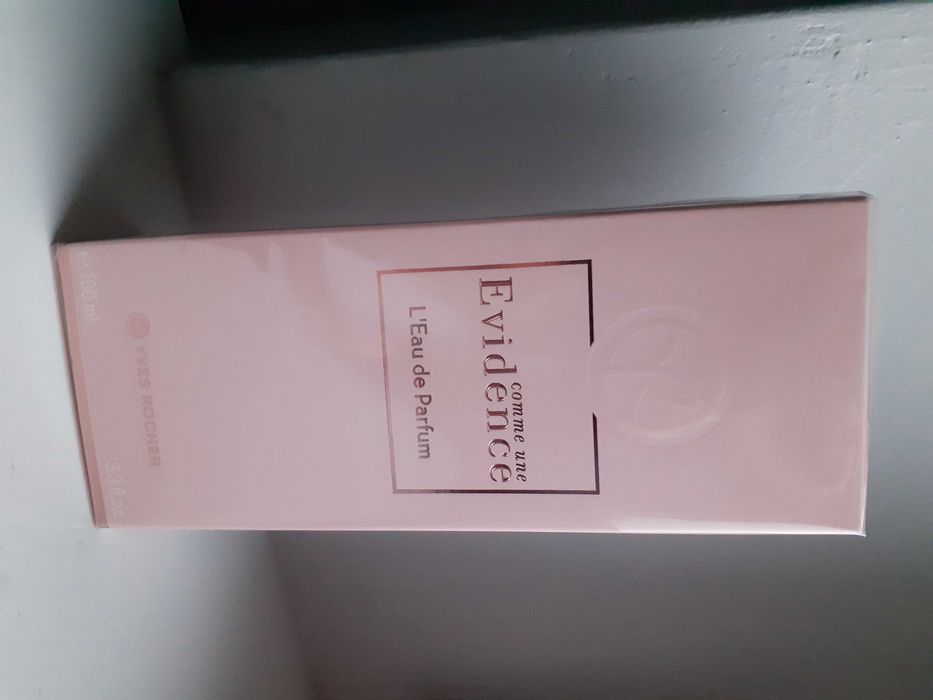 comme une
Evidence
L'Eau de Parfum
YVES ROCHER
e 100 ml
3.3 fl.oz